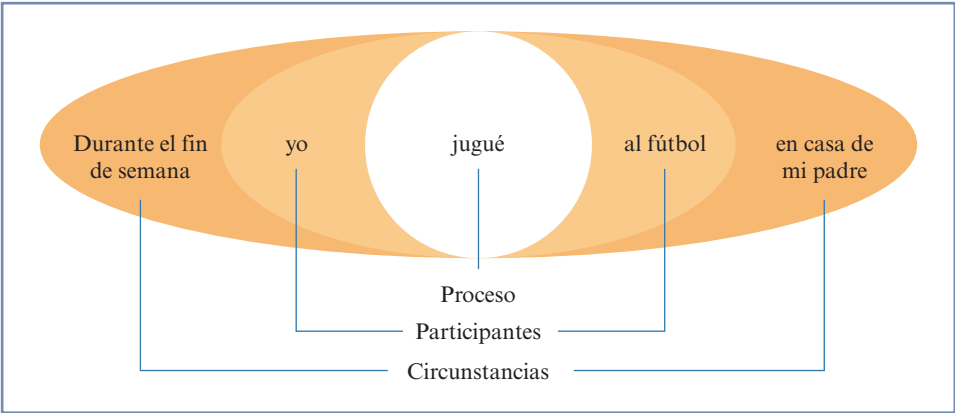 Durante el fin
de semana
yo
jugué
al fútbol
en casa de
mi padre
Proceso
Participantes
Circunstancias